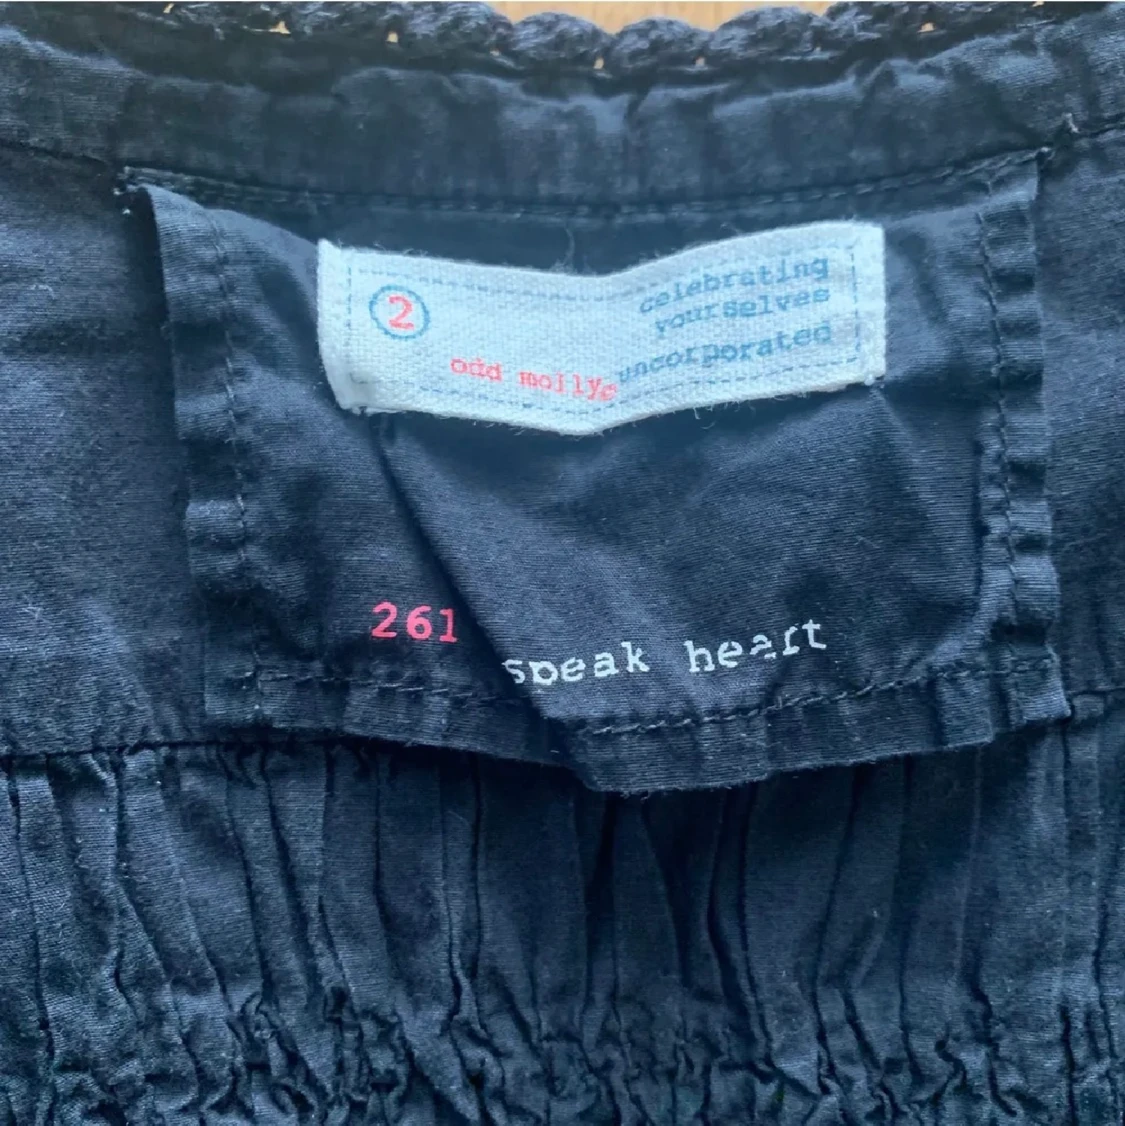 2
celebrating
yourselves
uncorporated
odd molly®
261
speak heart